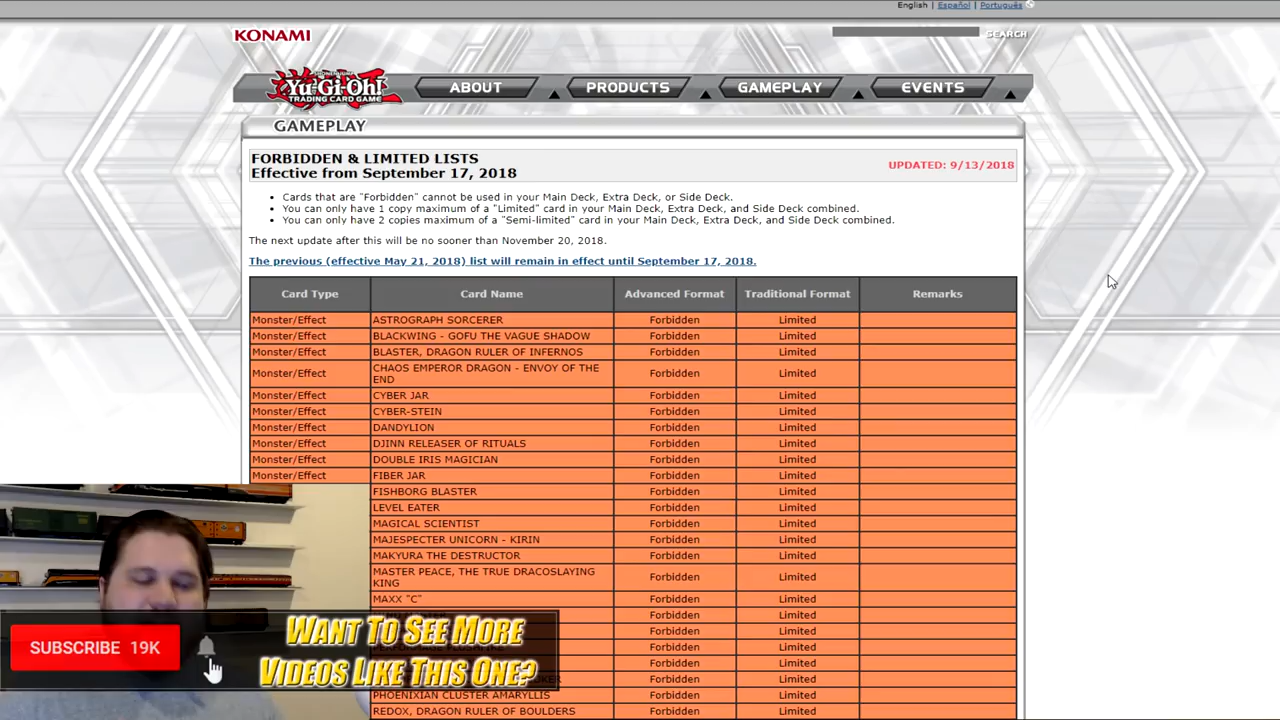 English | Español | Português
KONAMI
SEARCH
SHONEN JUMP
Yu-Gi-Oh!
TRADING CARD GAME
ABOUT
PRODUCTS
GAMEPLAY
EVENTS
GAMEPLAY
FORBIDDEN & LIMITED LISTS
Effective from September 17, 2018
UPDATED: 9/13/2018
Cards that are "Forbidden" cannot be used in your Main Deck, Extra Deck, or Side Deck.
You can only have 1 copy maximum of a "Limited" card in your Main Deck, Extra Deck, and Side Deck combined.
You can only have 2 copies maximum of a "Semi-limited" card in your Main Deck, Extra Deck, and Side Deck combined.
The next update after this will be no sooner than November 20, 2018.
The previous (effective May 21, 2018) list will remain in effect until September 17, 2018.
Card Type Card Name Advanced Format Traditional Format Remarks
Monster/Effect ASTROGRAPH SORCERER Forbidden Limited
Monster/Effect BLACKWING - GOFU THE VAGUE SHADOW Forbidden Limited
Monster/Effect BLASTER, DRAGON RULER OF INFERNOS Forbidden Limited
Monster/Effect CHAOS EMPEROR DRAGON - ENVOY OF THE END Forbidden Limited
Monster/Effect CYBER JAR Forbidden Limited
Monster/Effect CYBER-STEIN Forbidden Limited
Monster/Effect DANDYLION Forbidden Limited
Monster/Effect DJINN RELEASER OF RITUALS Forbidden Limited
Monster/Effect DOUBLE IRIS MAGICIAN Forbidden Limited
Monster/Effect FIBER JAR Forbidden Limited
FISHBORG BLASTER Forbidden Limited
LEVEL EATER Forbidden Limited
MAGICAL SCIENTIST Forbidden Limited
MAJESPECTER UNICORN - KIRIN Forbidden Limited
MAKYURA THE DESTRUCTOR Forbidden Limited
MASTER PEACE, THE TRUE DRACOSLAYING KING Forbidden Limited
MAXX "C" Forbidden Limited
Forbidden Limited
Forbidden Limited
Forbidden Limited
Forbidden Limited
Forbidden Limited
PHOENIXIAN CLUSTER AMARYLLIS Forbidden Limited
REDOX, DRAGON RULER OF BOULDERS Forbidden Limited
SUBSCRIBE 19K
WANT TO SEE MORE
VIDEOS LIKE THIS ONE?